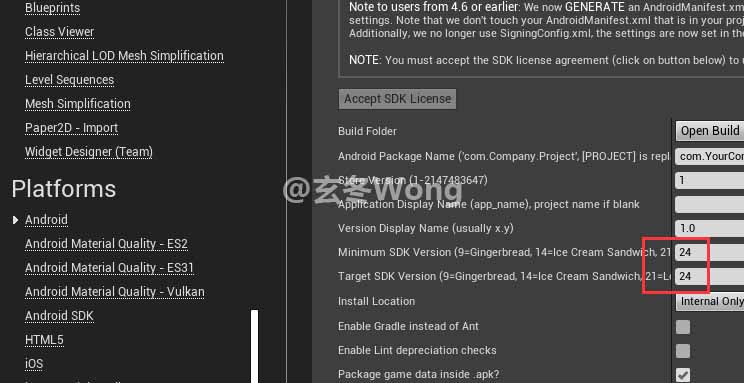 Blueprints
Class Viewer
Hierarchical LOD Mesh Simplification
Level Sequences
Mesh Simplification
Paper2D - Import
Widget Designer (Team)
Platforms
Android
Android Material Quality - ES2
Android Material Quality - ES31
Android Material Quality - Vulkan
Android SDK
HTML5
iOS
Note to users from 4.6 or earlier: We now GENERATE an AndroidManifest.xm
settings. Note that we don't touch your AndroidManifest.xml that is in your proj
Additionally, we no longer use SigningConfig.xml, the settings are now set in the
NOTE: You must accept the SDK license agreement (click on button below) to u
Accept SDK License
Build Folder Open Build
Android Package Name ('com.Company.Project', [PROJECT] is repla com.YourCom
Store Version (1-2147483647) 1
Application Display Name (app_name), project name if blank
Version Display Name (usually x.y) 1.0
Minimum SDK Version (9=Gingerbread, 14=Ice Cream Sandwich, 21 24
Target SDK Version (9=Gingerbread, 14=Ice Cream Sandwich, 21=Lo 24
Install Location Internal Only
Enable Gradle instead of Ant
Enable Lint depreciation checks
Package game data inside .apk?
@玄冬Wong